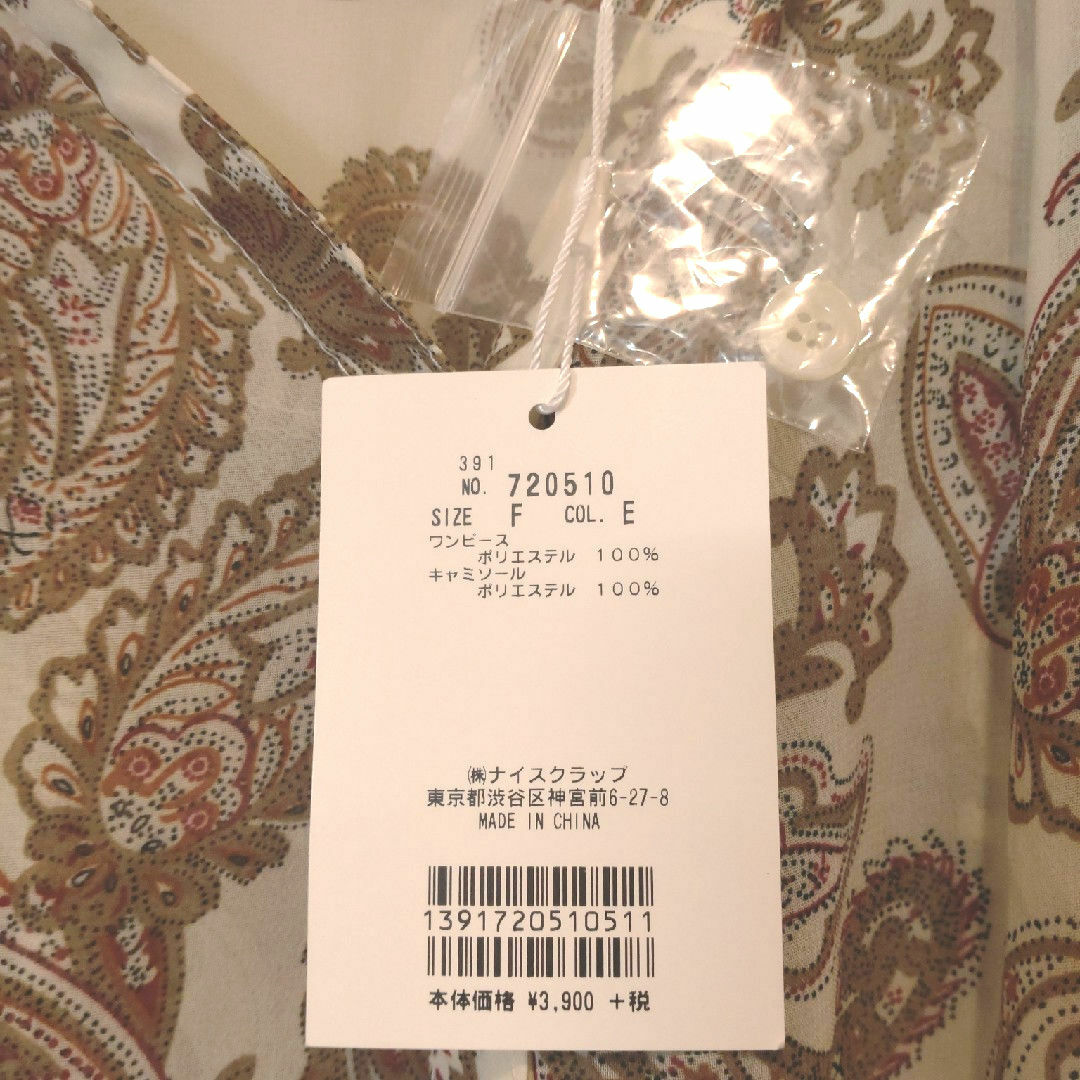 391
NO. 720510
SIZE F COL. E
ワンピース
ポリエステル 100%
キャミソール
ポリエステル 100%
㈱ナイスクラップ
東京都渋谷区神宮前6-27-8
MADE IN CHINA
1391720510511
本体価格 ¥3,900 +税